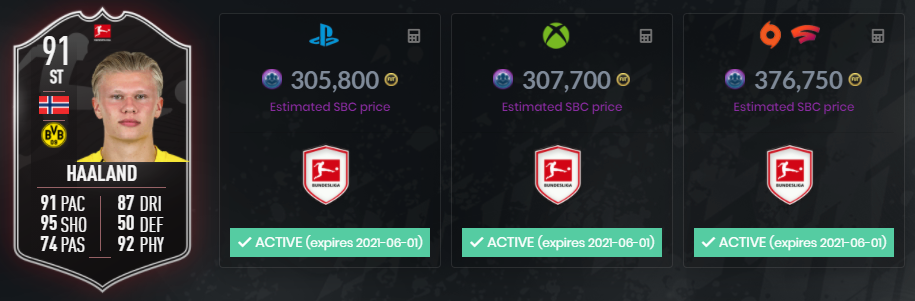 91
ST
BVB
09
HAALAND
91 PAC 87 DRI
95 SHO 50 DEF
74 PAS 92 PHY
305,800
Estimated SBC price
BUNDESLIGA
ACTIVE (expires 2021-06-01)
307,700
Estimated SBC price
BUNDESLIGA
ACTIVE (expires 2021-06-01)
376,750
Estimated SBC price
BUNDESLIGA
ACTIVE (expires 2021-06-01)